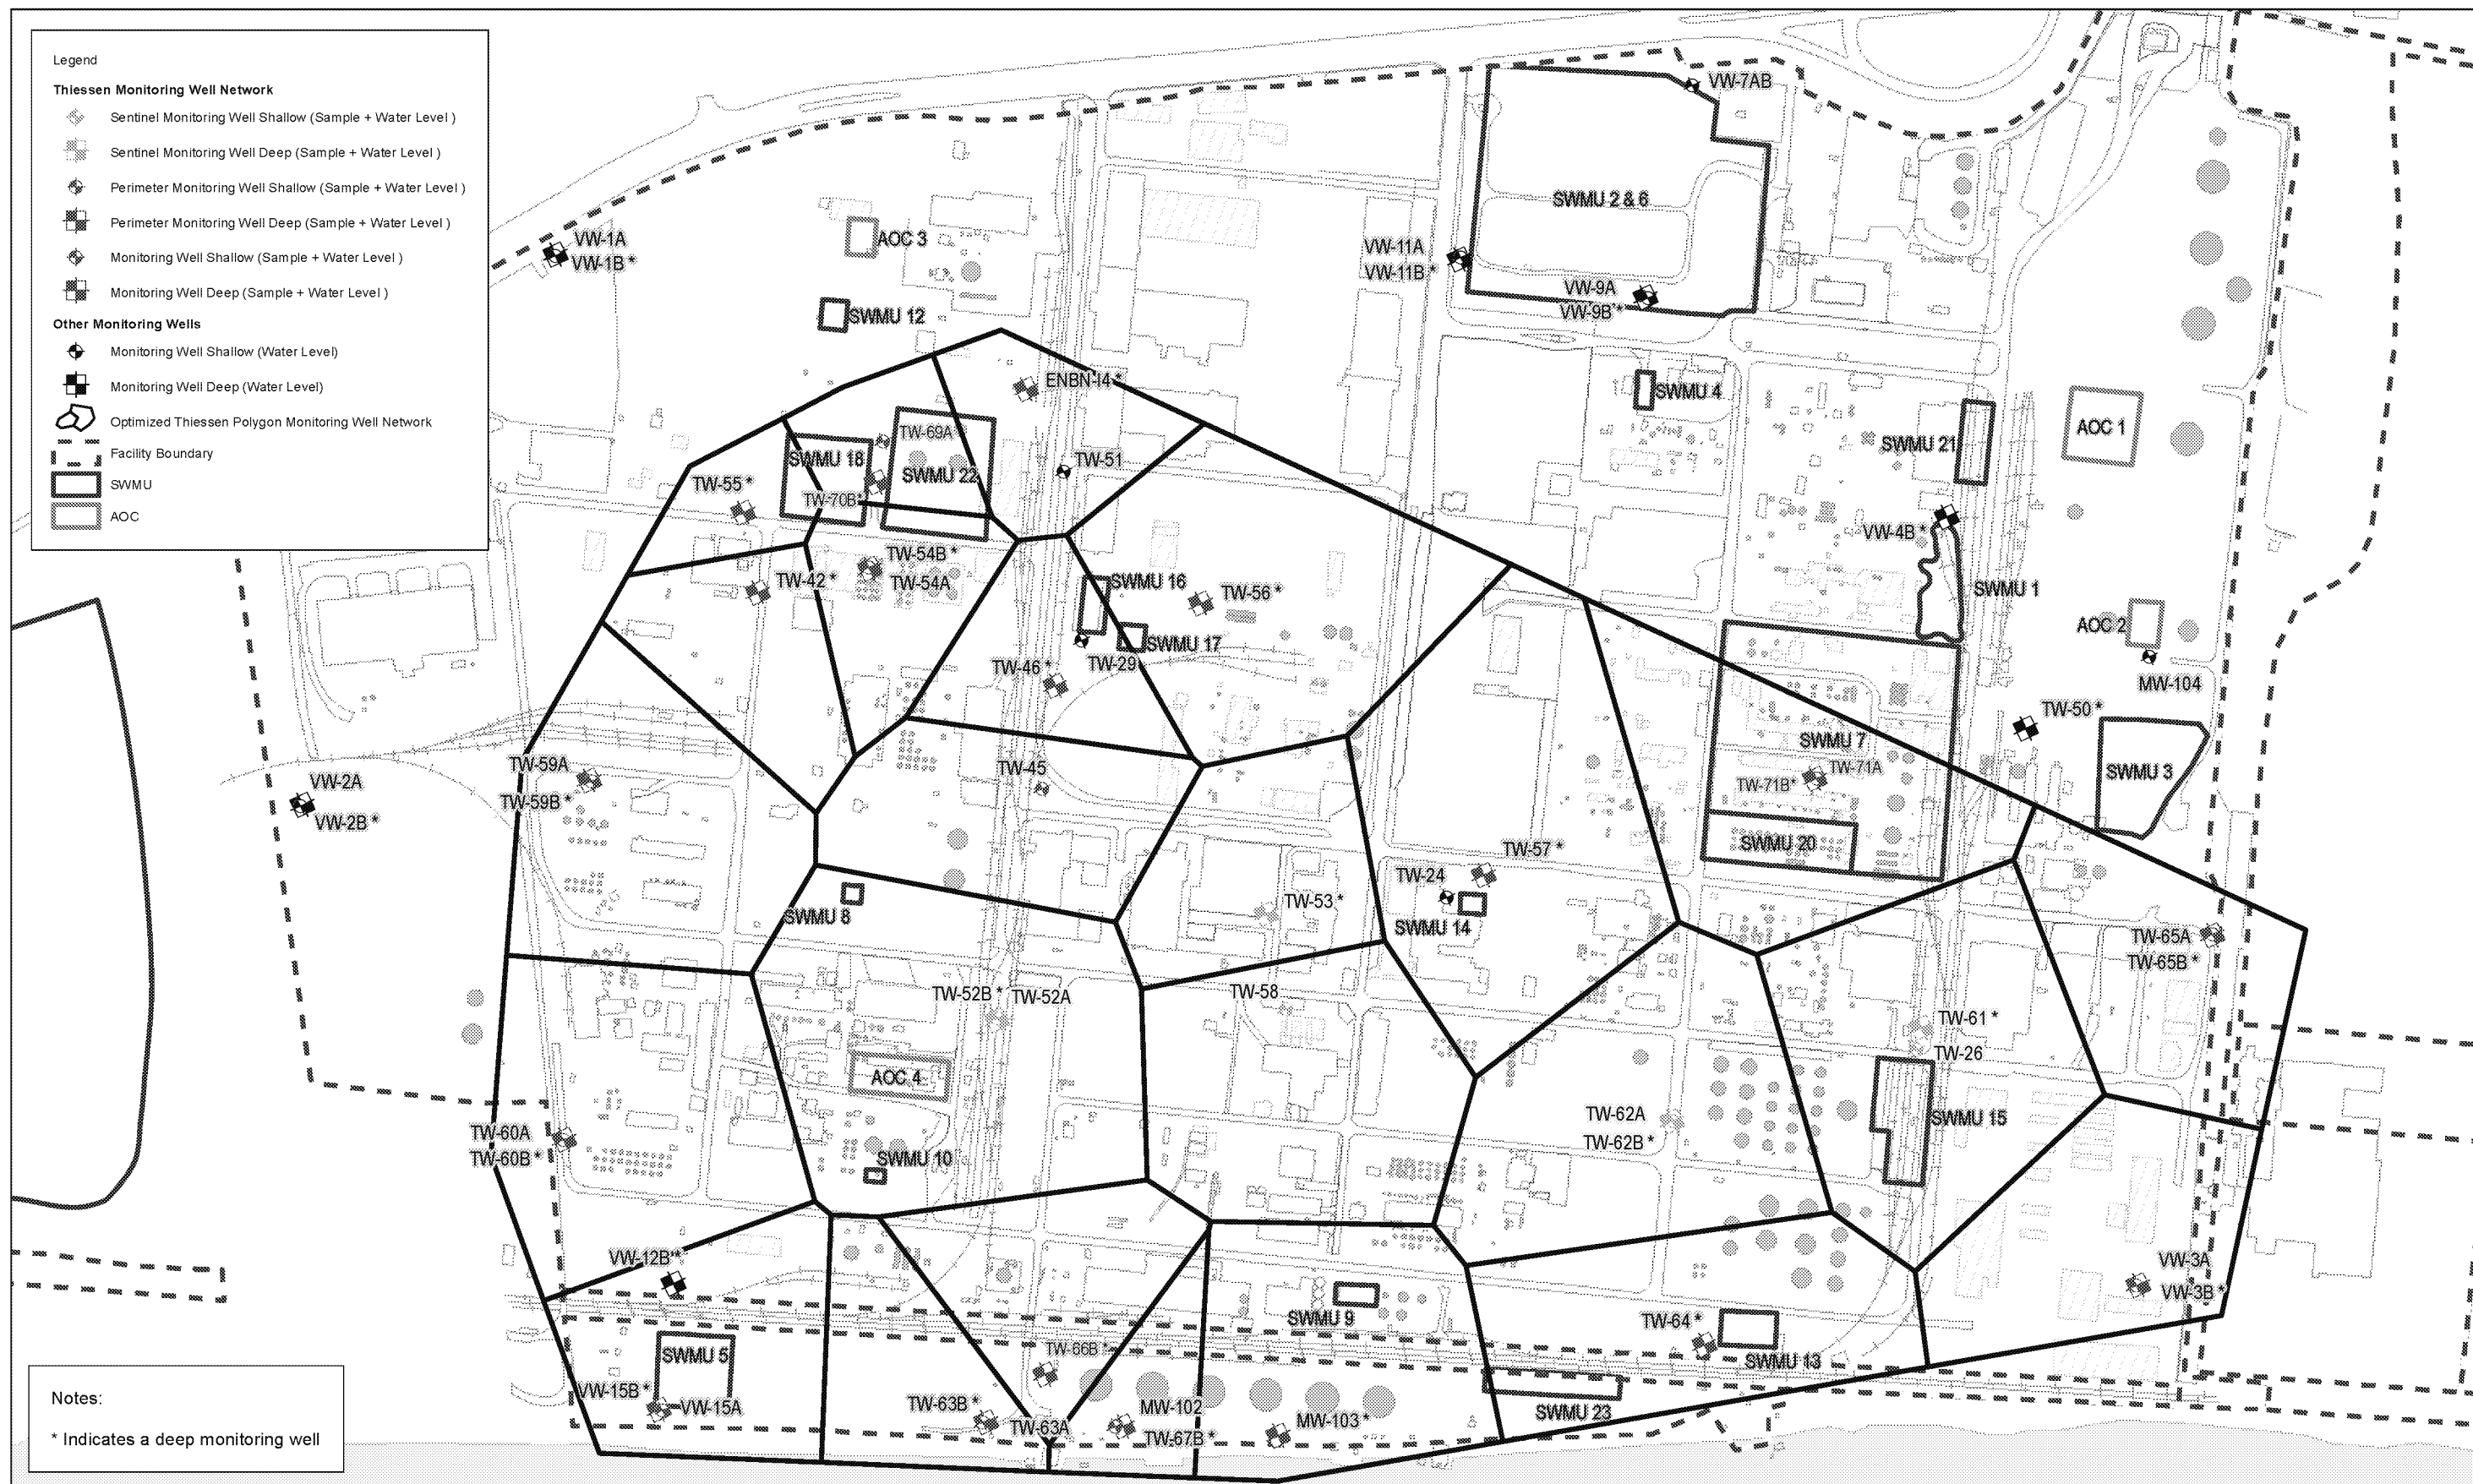 Legend
Thiessen Monitoring Well Network
Sentinel Monitoring Well Shallow (Sample + Water Level )
Sentinel Monitoring Well Deep (Sample + Water Level )
Perimeter Monitoring Well Shallow (Sample + Water Level )
Perimeter Monitoring Well Deep (Sample + Water Level )
Monitoring Well Shallow (Sample + Water Level )
Monitoring Well Deep (Sample + Water Level )
Other Monitoring Wells
Monitoring Well Shallow (Water Level)
Monitoring Well Deep (Water Level)
Optimized Thiessen Polygon Monitoring Well Network
Facility Boundary
SWMU
AOC
VW-7AB
SWMU 2 & 6
VW-1A
VW-1B *
AOC 3
VW-11A
VW-11B *
VW-9A
VW-9B *
SWMU 12
ENBN-I4 *
SWMU 4
AOC 1
SWMU 21
TW-69A
SWMU 18
TW-51
SWMU 22
TW-55 *
TW-70B *
VW-4B *
TW-54B *
TW-54A
TW-42 *
SWMU 16
TW-56 *
SWMU 1
AOC 2
SWMU 17
TW-46 *
TW-29
MW-104
TW-50 *
SWMU 7
TW-59A
TW-59B *
TW-45
TW-71A
TW-71B *
SWMU 3
VW-2A
VW-2B *
SWMU 20
TW-57 *
TW-24
TW-53 *
SWMU 8
SWMU 14
TW-65A
TW-65B *
TW-52B *
TW-52A
TW-58
TW-61 *
TW-26
AOC 4
TW-62A
TW-62B *
SWMU 15
TW-60A
TW-60B *
SWMU 10
VW-12B *
VW-3A
VW-3B *
SWMU 9
TW-64 *
SWMU 13
TW-66B *
SWMU 5
VW-15B *
VW-15A
TW-63B *
TW-63A
MW-102
TW-67B *
MW-103 *
SWMU 23
Notes:
* Indicates a deep monitoring well